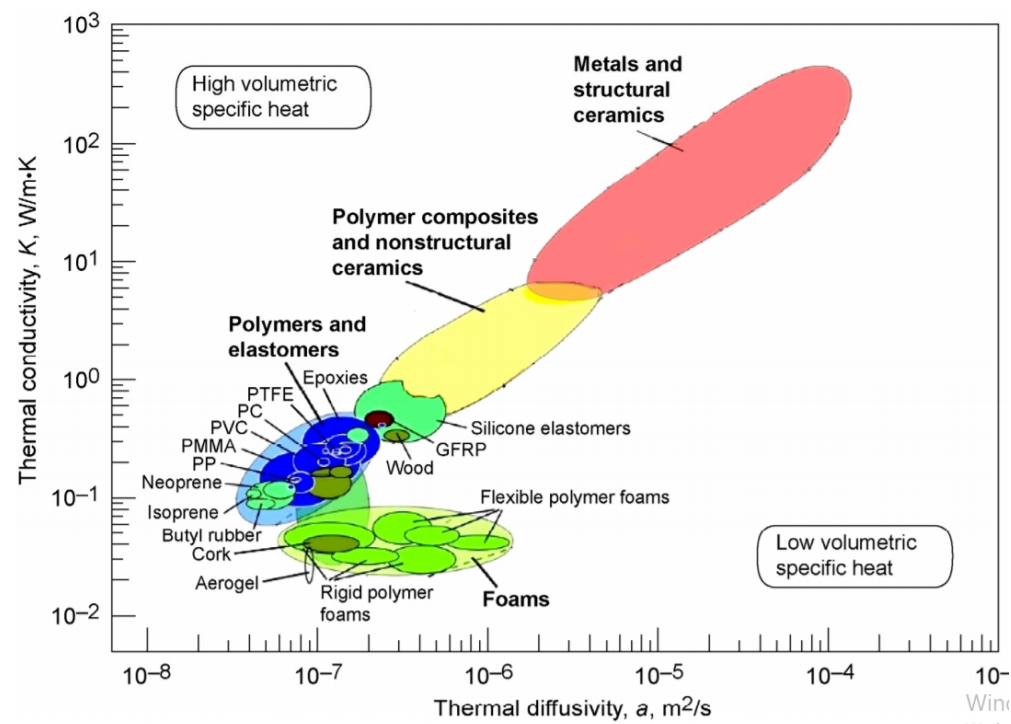 10³
High volumetric
specific heat
Metals and
structural
ceramics
10²
Polymer composites
and nonstructural
ceramics
10¹
Thermal conductivity, K, W/m•K
Polymers and
elastomers
10⁰
Epoxies
PTFE
PC
PVC
PMMA
PP
Neoprene
Isoprene
Butyl rubber
Cork
Aerogel
Silicone elastomers
GFRP
Wood
10–1
Flexible polymer foams
Low volumetric
specific heat
Rigid polymer
foams
Foams
10–2
10–8
10–7
10–6
10–5
10–4
Thermal diffusivity, a, m2/s